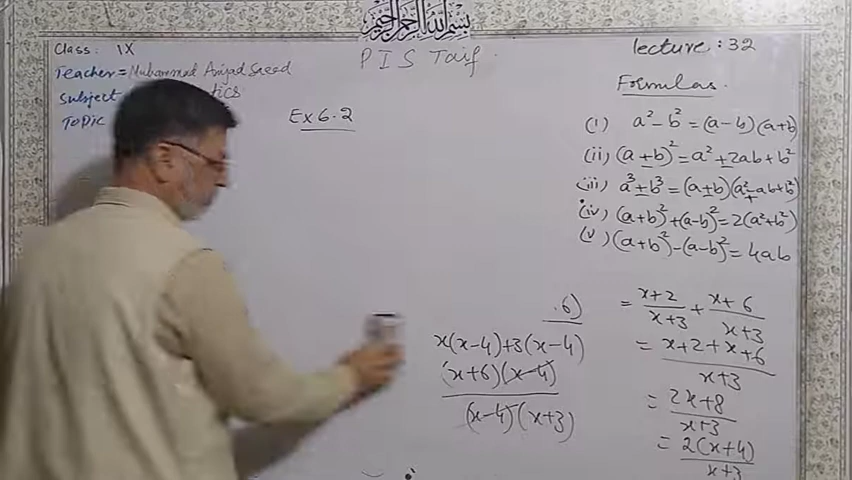 بسم الله الرحمن الرحيم
Class: IX
PIS Taif
lecture: 32
Teacher = Muhammad Amjad Saeed
Subject
tics
Topic
Ex 6.2
Formulas
(i) a² - b² = (a - b)(a + b)
(ii) (a ± b)² = a² ± 2ab + b²
(iii) a³ ± b³ = (a ± b)(a² ∓ ab + b²)
(iv) (a+b)² + (a-b)² = 2(a² + b²)
(v) (a+b)² - (a-b)² = 4ab
.6)
x(x-4)+3(x-4)
(x+6)(x-4)
(x-4)(x+3)
= x+2/x+3 + x+6/x+3
= x+2+x+6/x+3
= 2x+8/x+3
= 2(x+4)/x+3